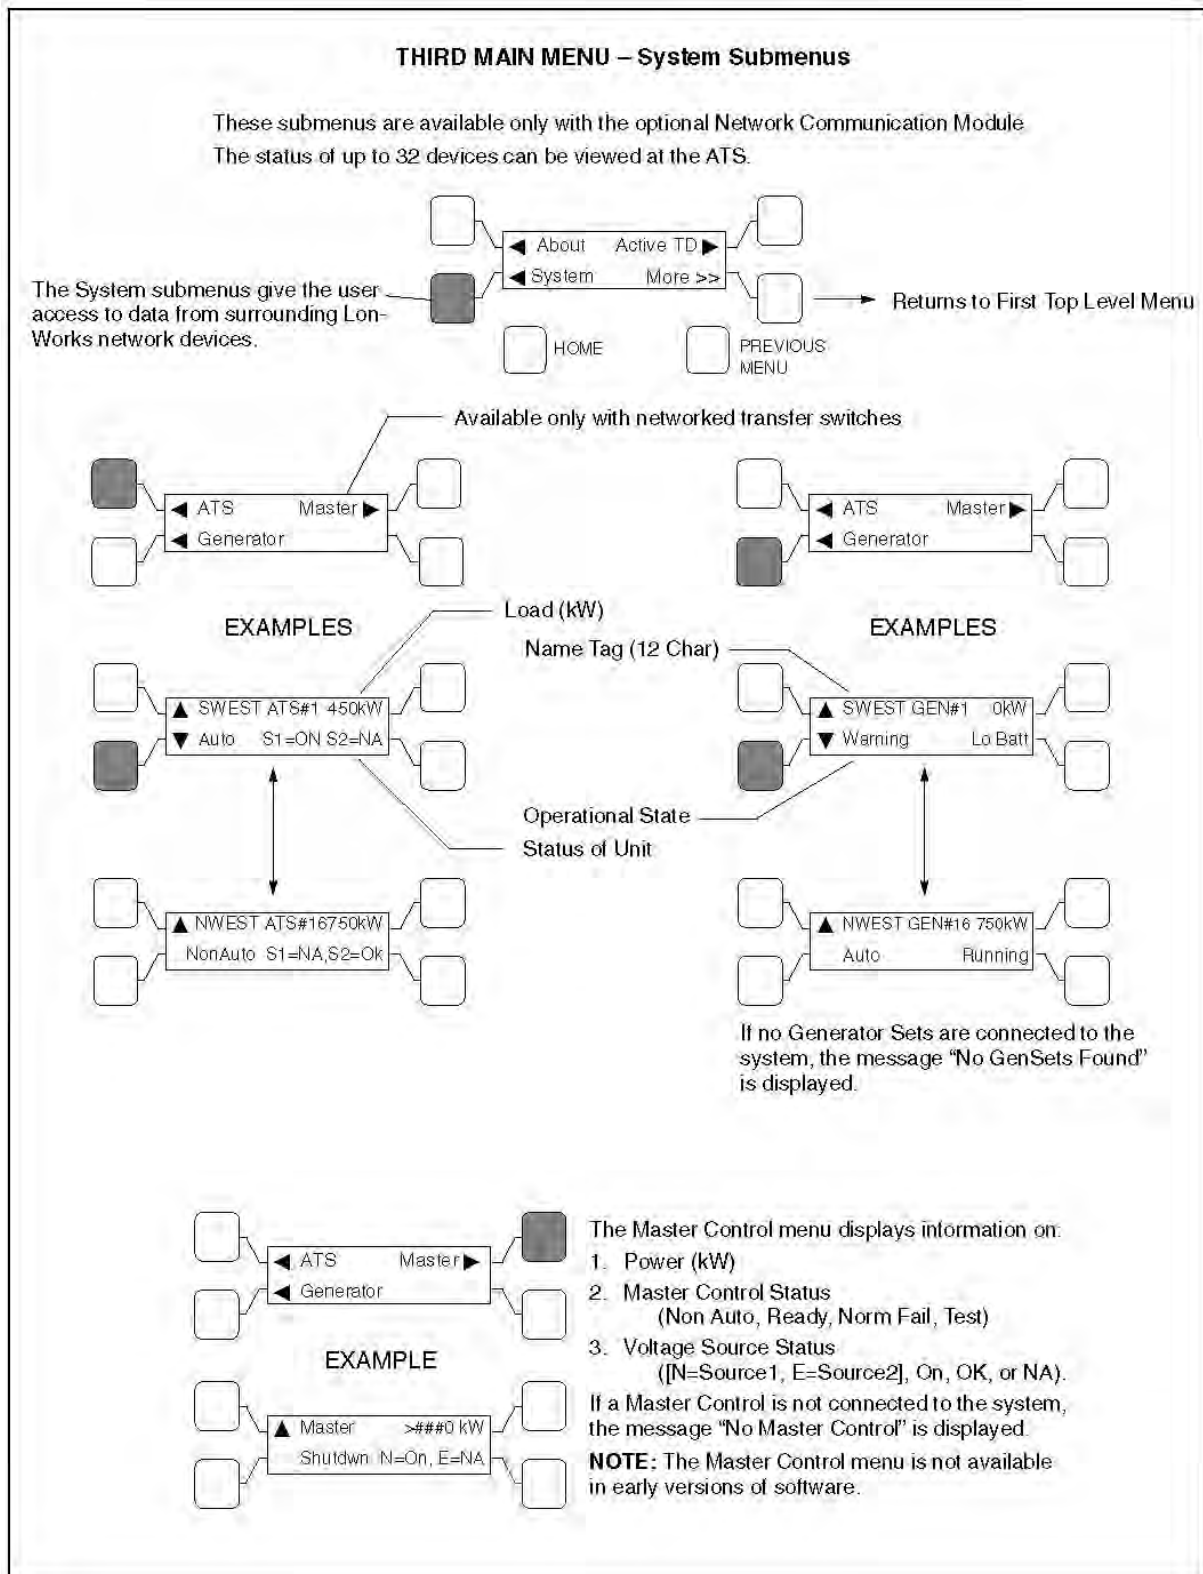 THIRD MAIN MENU – System Submenus
These submenus are available only with the optional Network Communication Module
The status of up to 32 devices can be viewed at the ATS.
◀ About Active TD ▶
◀ System More >>
The System submenus give the user
access to data from surrounding Lon-
Works network devices.
Returns to First Top Level Menu
HOME
PREVIOUS
MENU
Available only with networked transfer switches
◀ ATS Master ▶
◀ Generator
◀ ATS Master ▶
◀ Generator
EXAMPLES
Load (kW)
Name Tag (12 Char)
EXAMPLES
▲ SWEST ATS#1 450kW
▼ Auto S1=ON S2=NA
▲ SWEST GEN#1 0kW
▼ Warning Lo Batt
Operational State
Status of Unit
▲ NWEST ATS#16750kW
NonAuto S1=NA,S2=Ok
▲ NWEST GEN#16 750kW
Auto Running
If no Generator Sets are connected to the
system, the message “No GenSets Found”
is displayed.
◀ ATS Master ▶
◀ Generator
EXAMPLE
▲ Master >###0 kW
Shutdwn N=On, E=NA
The Master Control menu displays information on:
1. Power (kW)
2. Master Control Status
(Non Auto, Ready, Norm Fail, Test)
3. Voltage Source Status
([N=Source1, E=Source2], On, OK, or NA).
If a Master Control is not connected to the system,
the message “No Master Control” is displayed.
NOTE: The Master Control menu is not available
in early versions of software.